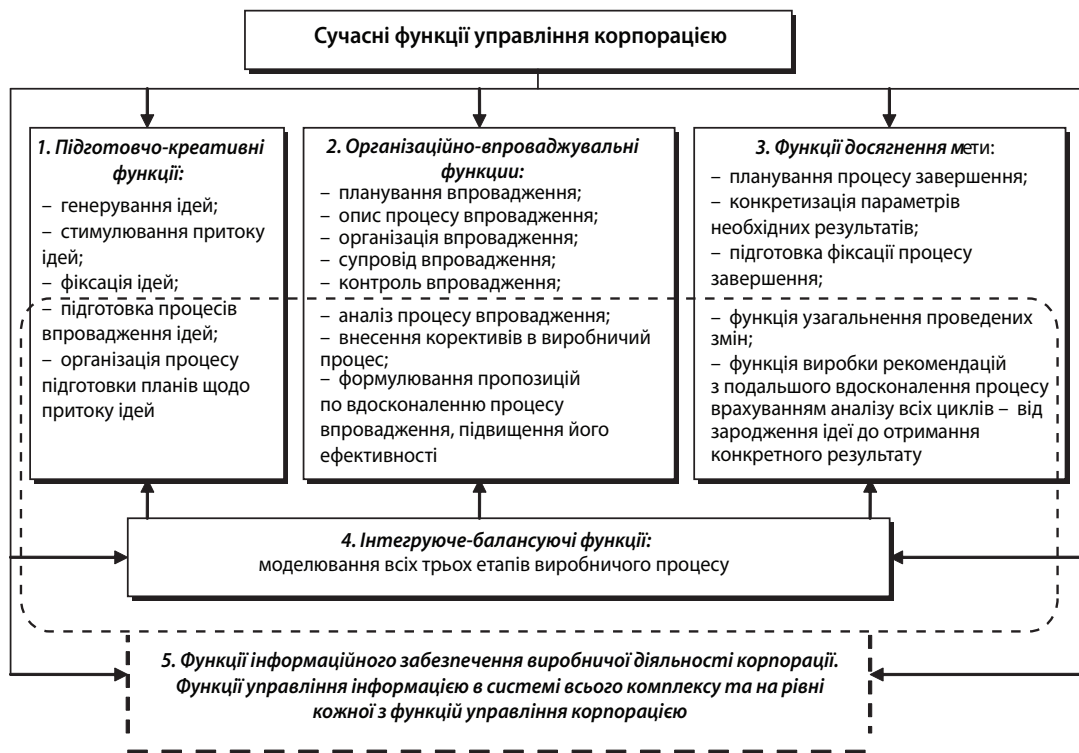 Сучасні функції управління корпорацією
1. Підготовчо-креативні
функції:
– генерування ідей;
– стимулювання притоку
ідей;
– фіксація ідей;
– підготовка процесів
впровадження ідей;
– організація процесу
підготовки планів щодо
притоку ідей
2. Організаційно-впроваджувальні
функции:
– планування впровадження;
– опис процесу впровадження;
– організація впровадження;
– супровід впровадження;
– контроль впровадження;
– аналіз процесу впровадження;
– внесення корективів в виробничий
процес;
– формулювання пропозицій
по вдосконаленню процесу
впровадження, підвищення його
ефективності
3. Функції досягнення мети:
– планування процесу завершення;
– конкретизація параметрів
необхідних результатів;
– підготовка фіксації процесу
завершення;
– функція узагальнення проведених
змін;
– функція виробки рекомендацій
з подальшого вдосконалення процесу
врахуванням аналізу всіх циклів – від
зародження ідеї до отримання
конкретного результату
4. Інтегруюче-балансуючі функції:
моделювання всіх трьох етапів виробничого процесу
5. Функції інформаційного забезпечення виробничої діяльності корпорації.
Функції управління інформацією в системі всього комплексу та на рівні
кожної з функцій управління корпорацією